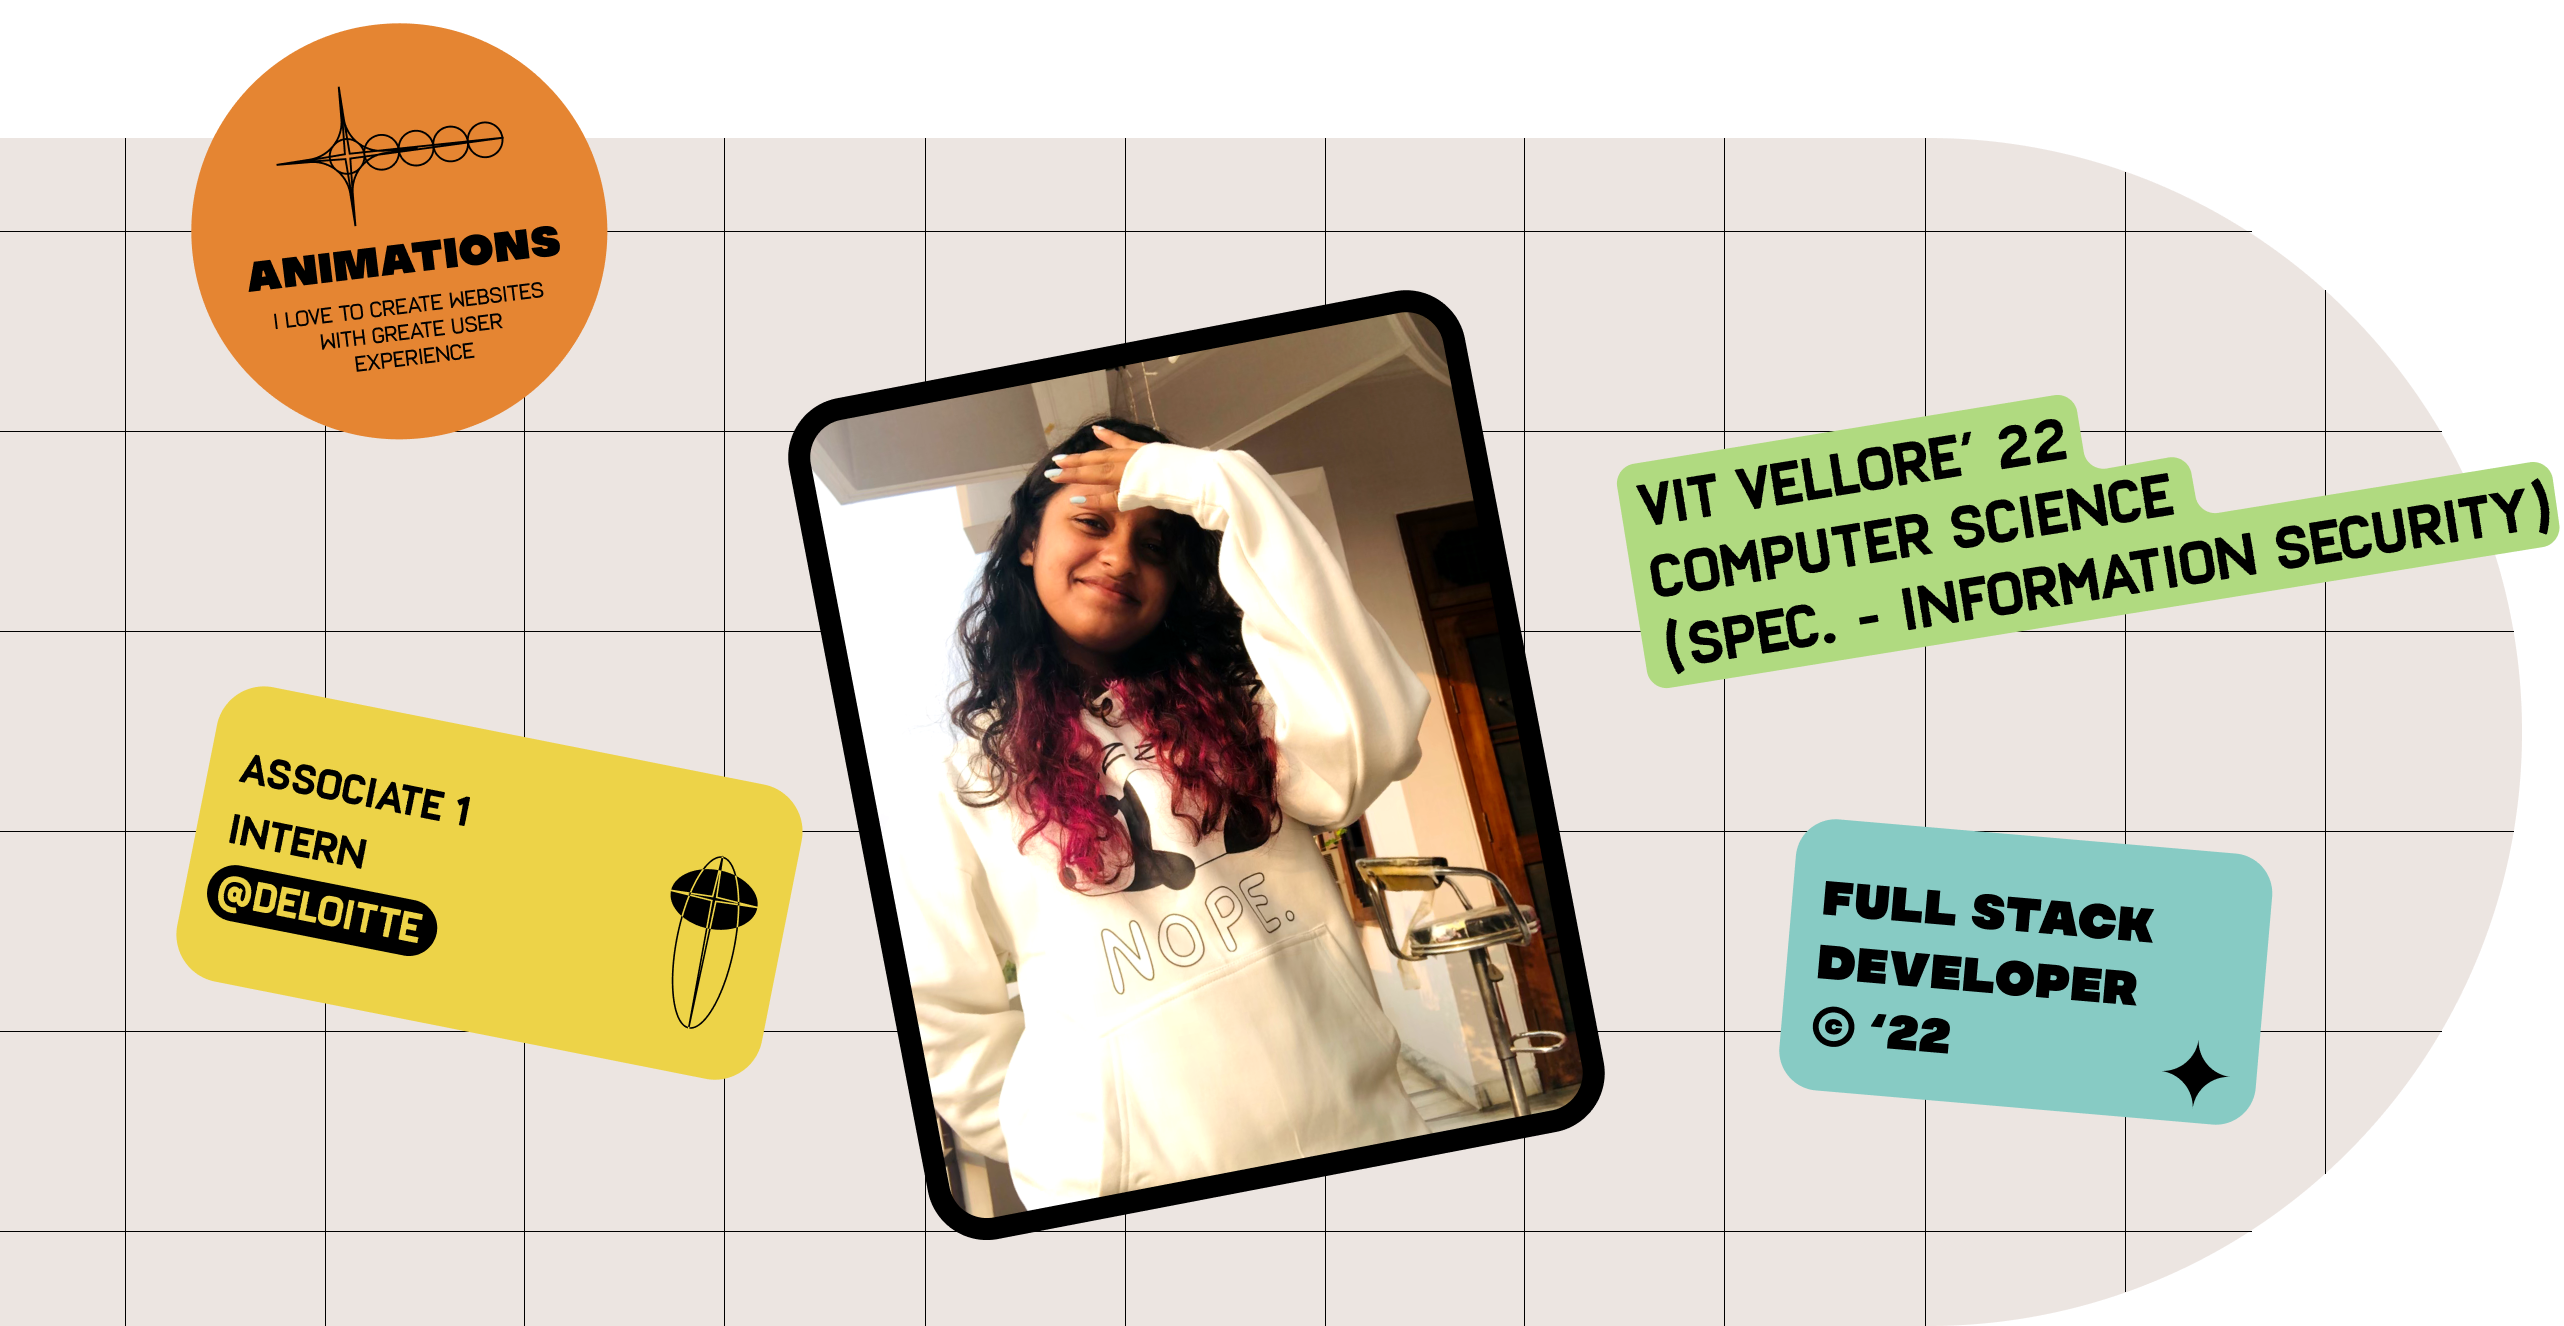 ANIMATIONS
I LOVE TO CREATE WEBSITES
WITH GREATE USER
EXPERIENCE
VIT VELLORE’ 22
COMPUTER SCIENCE
(SPEC. - INFORMATION SECURITY)
ASSOCIATE 1
INTERN
@DELOITTE
ZZ
NOPE.
FULL STACK
DEVELOPER
© ‘22